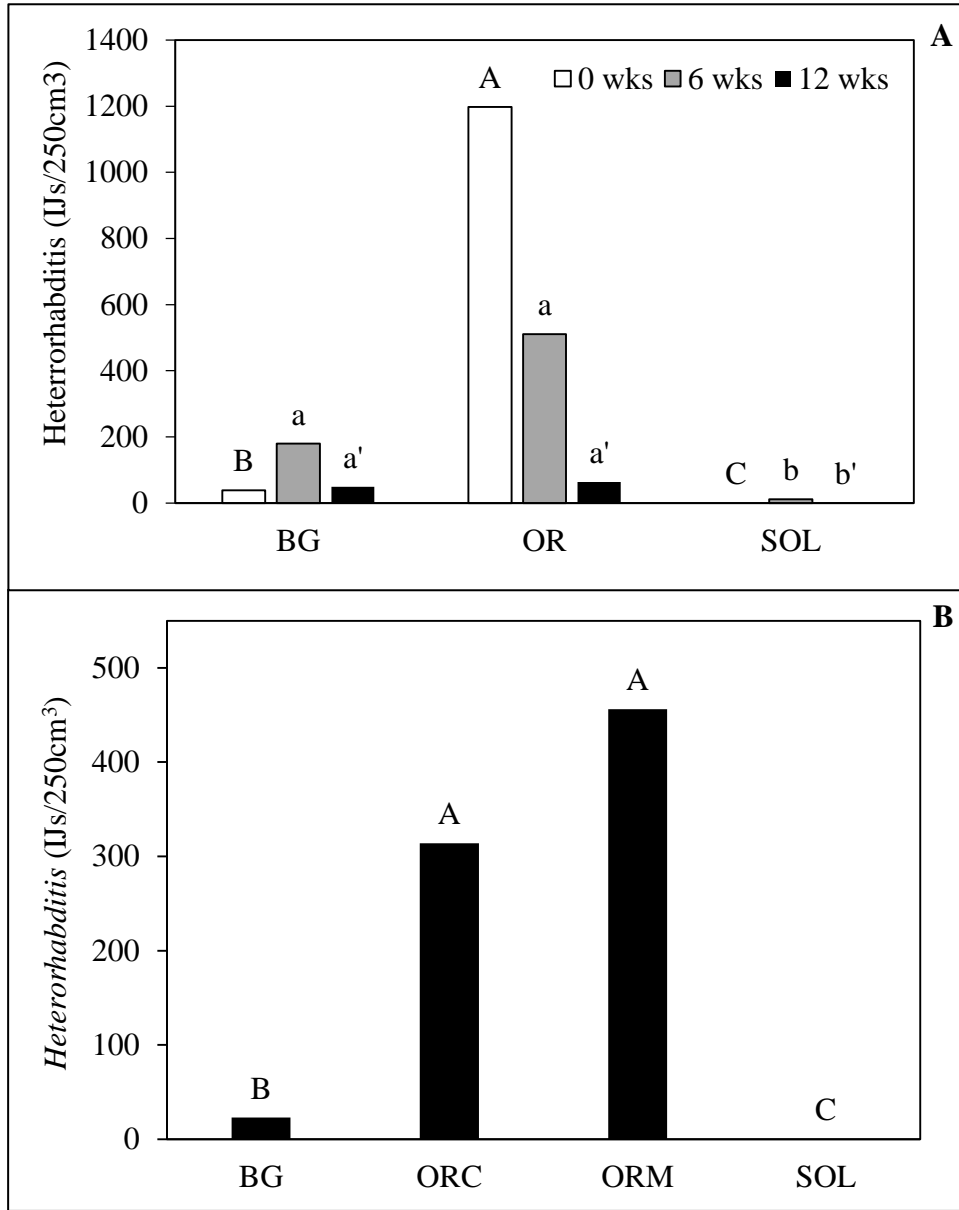 A
Heterrorhabditis (IJs/250cm3)
1400
1200
1000
800
600
400
200
0
0 wks 6 wks 12 wks
B a a'
A a a'
C b b'
BG OR SOL
B
Heterorhabditis (IJs/250cm³)
500
400
300
200
100
0
B A A C
BG ORC ORM SOL